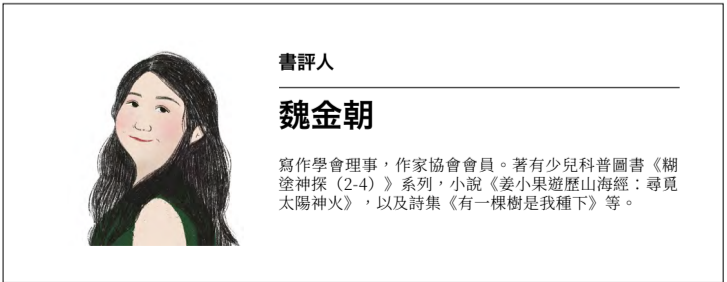 書評人
魏金朝
寫作學會理事，作家協會會員。著有少兒科普圖書《糊
塗神探（2-4）》系列，小說《姜小果遊歷山海經：尋覓
太陽神火》，以及詩集《有一棵樹是我種下》等。